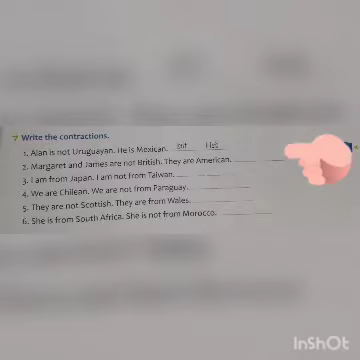 7 Write the contractions.
1. Alan is not Uruguayan. He is Mexican. He's
2. Margaret and James are not British. They are American.
3. I am from Japan. I am not from Taiwan.
4. We are Chilean. We are not from Paraguay.
5. They are not Scottish. They are from Wales.
6. She is from South Africa. She is not from Morocco.
InShOt